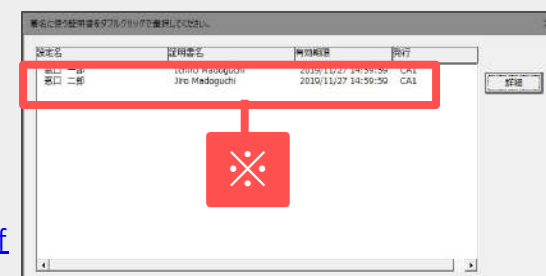 署名に使う証明書をダブルクリックで選択してください。
設定名 証明書名 有効期限 発行
窓口 一郎 Ichiro Madoguchi 2019/11/27 14:59:59 CA1
窓口 二郎 Jiro Madoguchi 2019/11/27 14:59:59 CA1
詳細
※
f